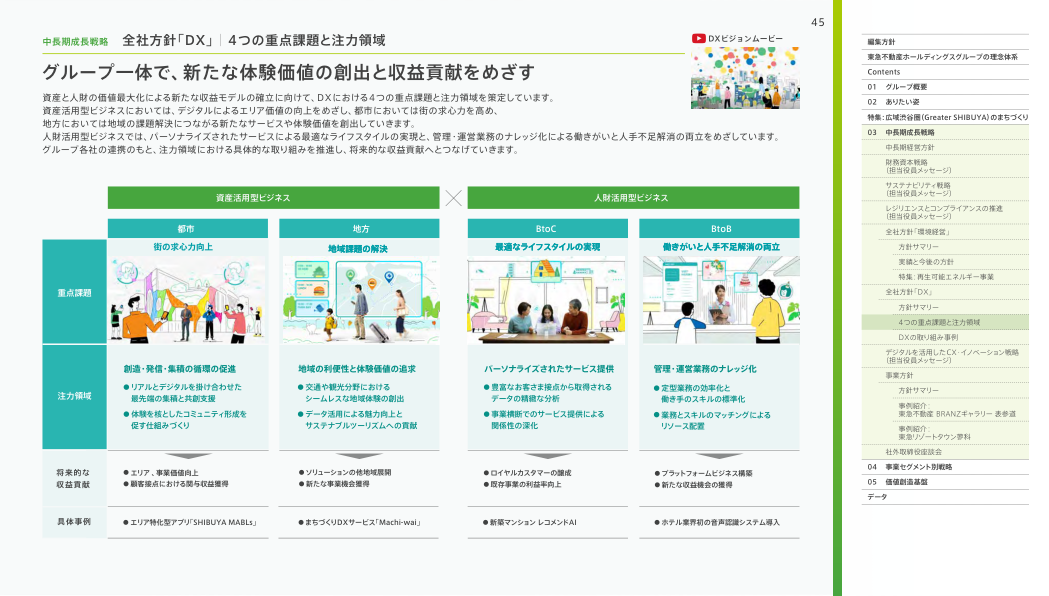 45
中長期成長戦略 全社方針「DX」｜4つの重点課題と注力領域
DXビジョンムービー
グループ一体で、新たな体験価値の創出と収益貢献をめざす
資産と人財の価値最大化による新たな収益モデルの確立に向けて、DXにおける4つの重点課題と注力領域を策定しています。
資産活用型ビジネスにおいては、デジタルによるエリア価値の向上をめざし、都市においては街の求心力を高め、
地方においては地域の課題解決につながる新たなサービスや体験価値を創出していきます。
人財活用型ビジネスでは、パーソナライズされたサービスによる最適なライフスタイルの実現と、管理・運営業務のナレッジ化による働きがいと人手不足解消の両立をめざしています。
グループ各社の連携のもと、注力領域における具体的な取り組みを推進し、将来的な収益貢献へとつなげていきます。
資産活用型ビジネス
人財活用型ビジネス
都市
地方
BtoC
BtoB
重点課題
街の求心力向上
地域課題の解決
最適なライフスタイルの実現
働きがいと人手不足解消の両立
注力領域
創造・発信・集積の循環の促進
●リアルとデジタルを掛け合わせた
最先端の集積と共創支援
●体験を核としたコミュニティ形成を
促す仕組みづくり
地域の利便性と体験価値の追求
●交通や観光分野における
シームレスな地域体験の創出
●データ活用による魅力向上と
サステナブルツーリズムへの貢献
パーソナライズされたサービス提供
●豊富なお客さま接点から取得される
データの精緻な分析
●事業横断でのサービス提供による
関係性の深化
管理・運営業務のナレッジ化
●定型業務の効率化と
働き手のスキルの標準化
●業務とスキルのマッチングによる
リソース配置
将来的な
収益貢献
●エリア、事業価値向上
●顧客接点における関与収益獲得
●ソリューションの他地域展開
●新たな事業機会獲得
●ロイヤルカスタマーの醸成
●既存事業の利益率向上
●プラットフォームビジネス構築
●新たな収益機会の獲得
具体事例
●エリア特化型アプリ「SHIBUYA MABLs」
●まちづくりDXサービス「Machi-wai」
●新築マンション レコメンドAI
●ホテル業界初の音声認識システム導入
編集方針
東急不動産ホールディングスグループの理念体系
Contents
01 グループ概要
02 ありたい姿
特集：広域渋谷圏（Greater SHIBUYA）のまちづくり
03 中長期成長戦略
中長期経営方針
財務資本戦略
（担当役員メッセージ）
サステナビリティ戦略
（担当役員メッセージ）
レジリエンスとコンプライアンスの推進
（担当役員メッセージ）
全社方針「環境経営」
方針サマリー
実績と今後の方針
特集：再生可能エネルギー事業
全社方針「DX」
方針サマリー
4つの重点課題と注力領域
DXの取り組み事例
デジタルを活用したCX・イノベーション戦略
（担当役員メッセージ）
事業方針
方針サマリー
事例紹介：
東急不動産 BRANZギャラリー 表参道
事例紹介：
東急リゾートタウン蓼科
社外取締役座談会
04 事業セグメント別戦略
05 価値創造基盤
データ